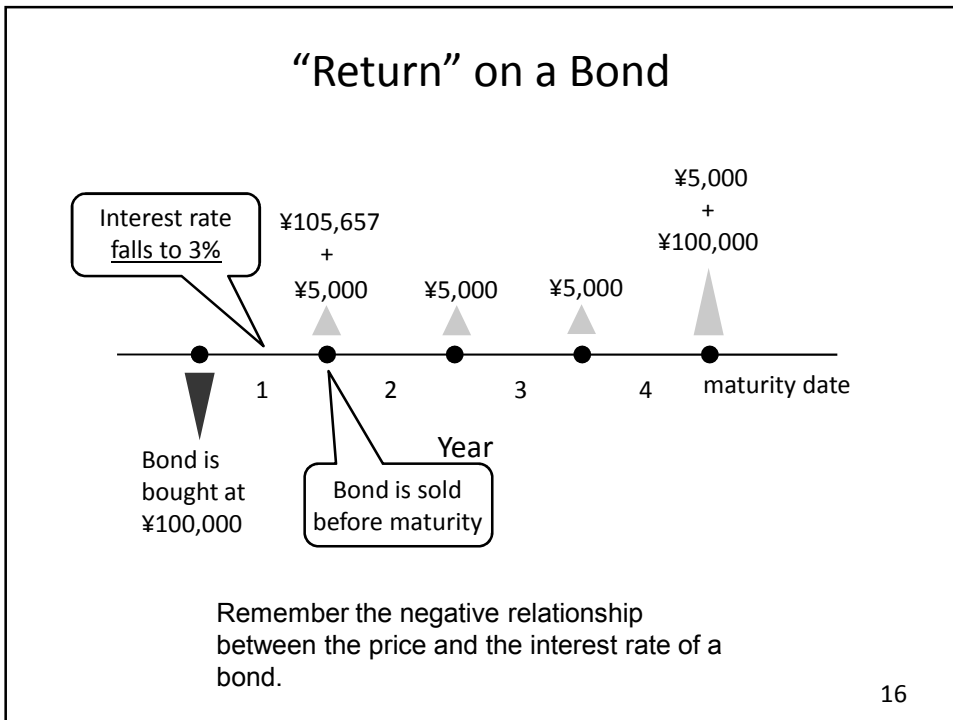 “Return” on a Bond
Interest rate
falls to 3%
¥105,657
+
¥5,000
¥5,000
¥5,000
¥5,000
+
¥100,000
1
2
3
4
maturity date
Year
Bond is
bought at
¥100,000
Bond is sold
before maturity
Remember the negative relationship
between the price and the interest rate of a
bond.
16